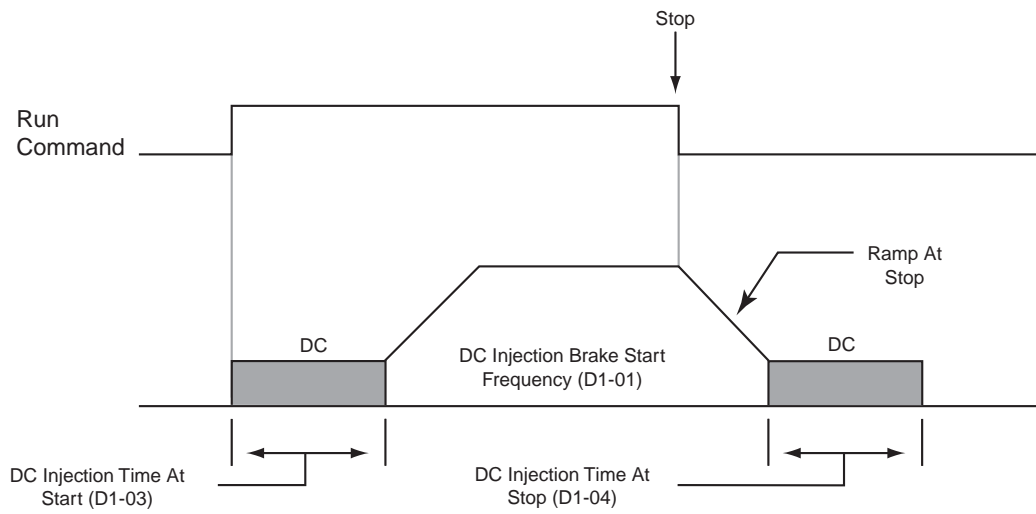 Stop
Run
Command
Ramp At
Stop
DC
DC Injection Brake Start
Frequency (D1-01)
DC
DC Injection Time At
Start (D1-03)
DC Injection Time At
Stop (D1-04)